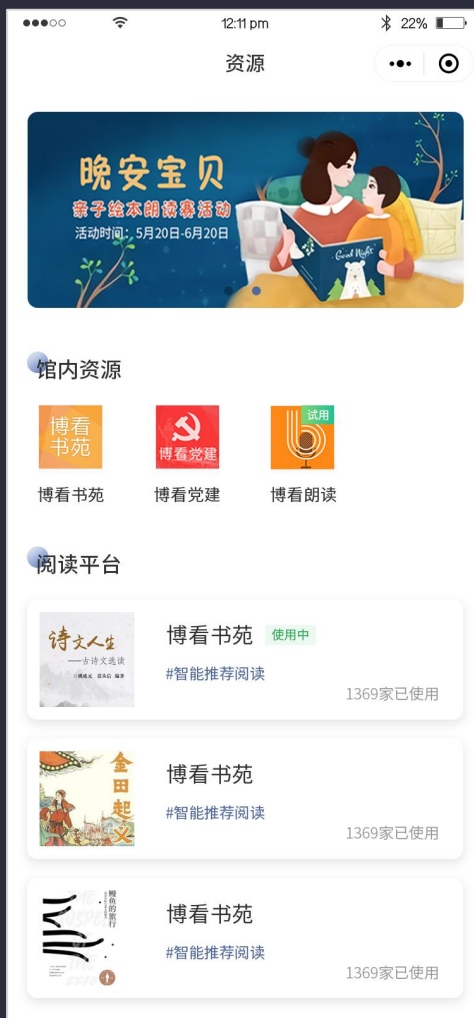 12:11 pm
22%
资源
晚安宝贝
亲子绘本朗读赛活动
活动时间：5月20日-6月20日
Good Night
馆内资源
博看
书苑
博看党建
试用
博看书苑
博看党建
博看朗读
阅读平台
诗文人生
——古诗文选读
博看书苑
使用中
#智能推荐阅读
1369家已使用
金田起义
博看书苑
#智能推荐阅读
1369家已使用
鳗鱼的旅行
博看书苑
#智能推荐阅读
1369家已使用